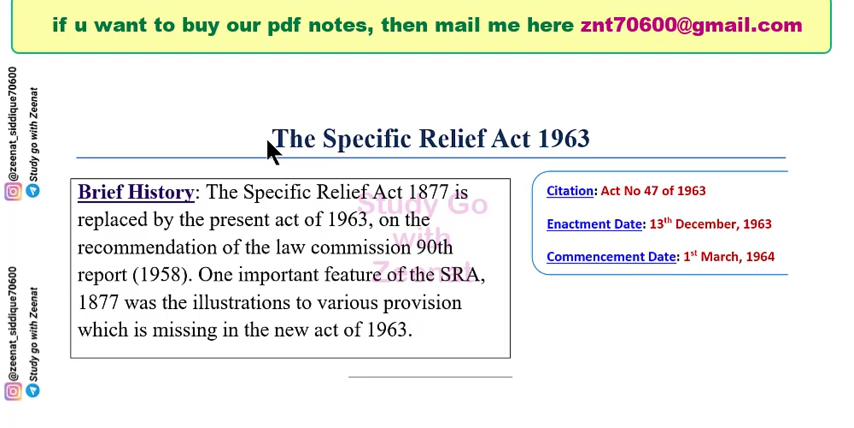 if u want to buy our pdf notes, then mail me here znt70600@gmail.com
@zeenat_siddique70600
Study go with Zeenat
The Specific Relief Act 1963
Brief History: The Specific Relief Act 1877 is
replaced by the present act of 1963, on the
recommendation of the law commission 90th
report (1958). One important feature of the SRA,
1877 was the illustrations to various provision
which is missing in the new act of 1963.
Study Go
with
Zeenat
Citation: Act No 47 of 1963
Enactment Date: 13th December, 1963
Commencement Date: 1st March, 1964
@zeenat_siddique70600
Study go with Zeenat